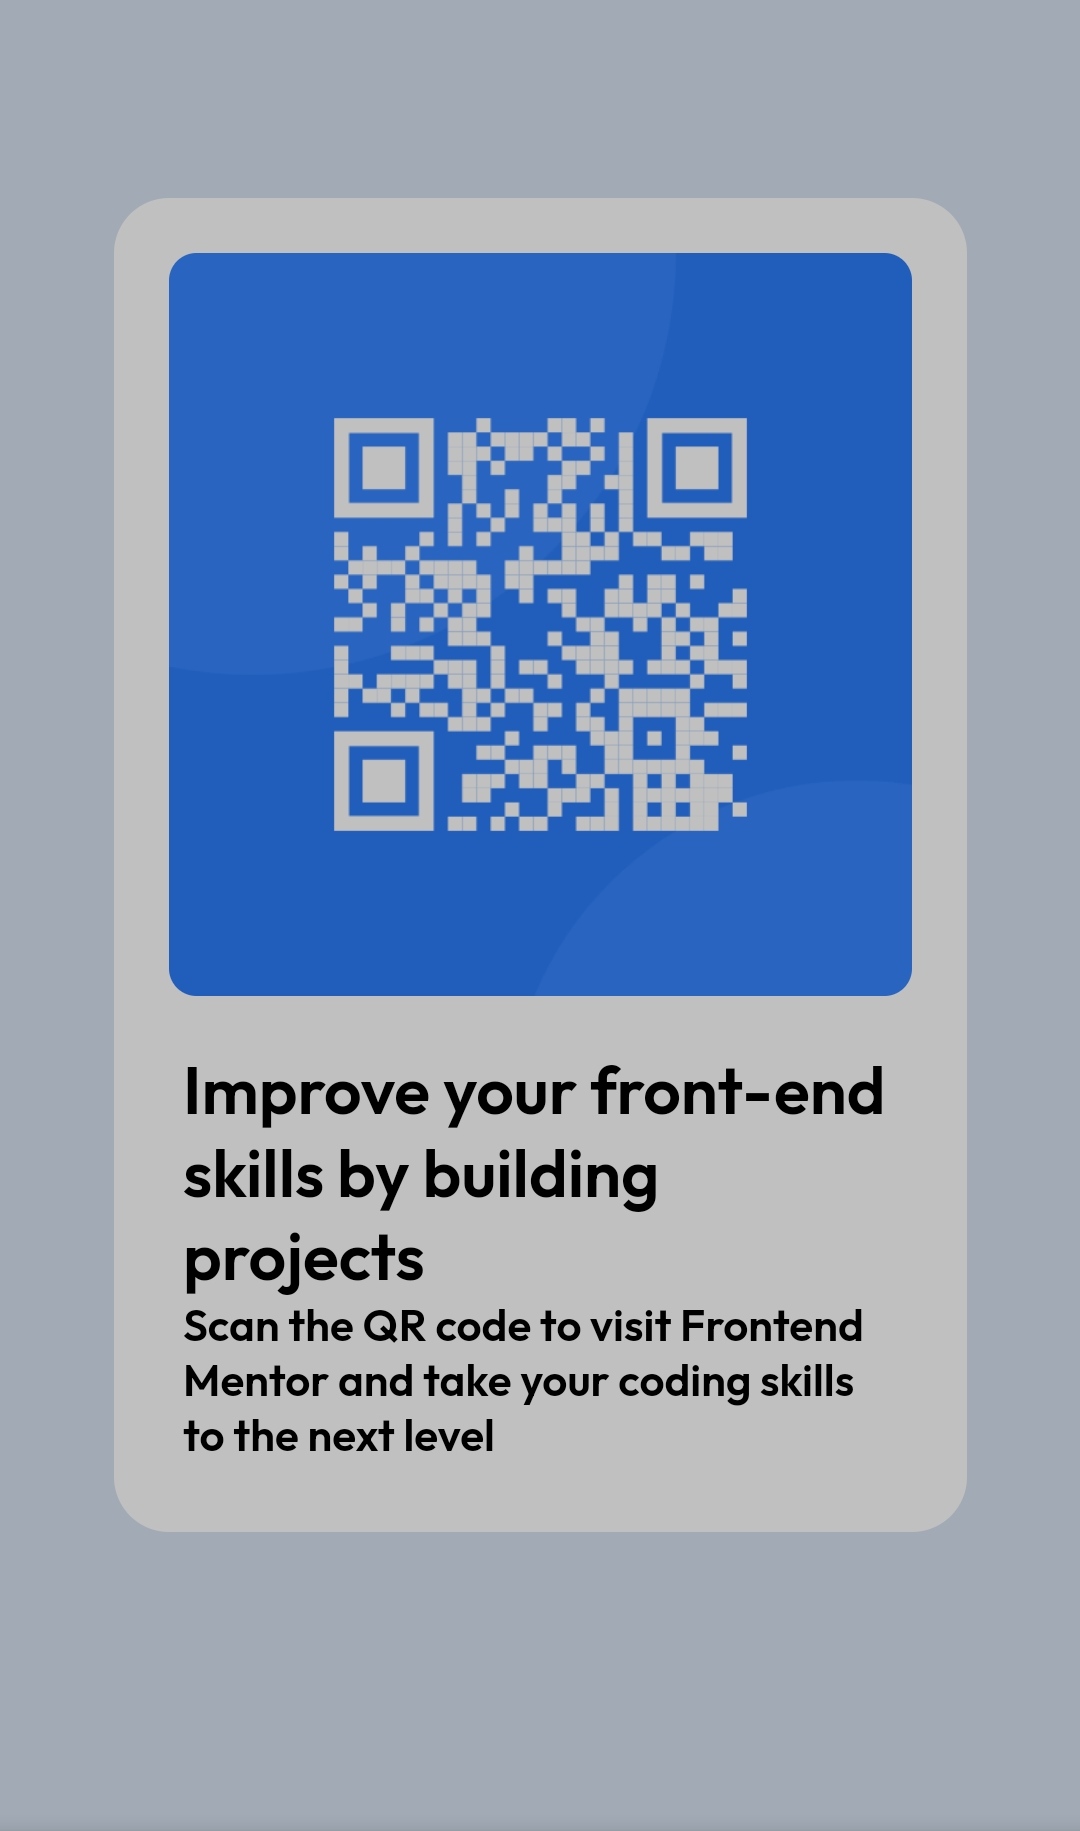 Improve your front-end
skills by building
projects
Scan the QR code to visit Frontend
Mentor and take your coding skills
to the next level